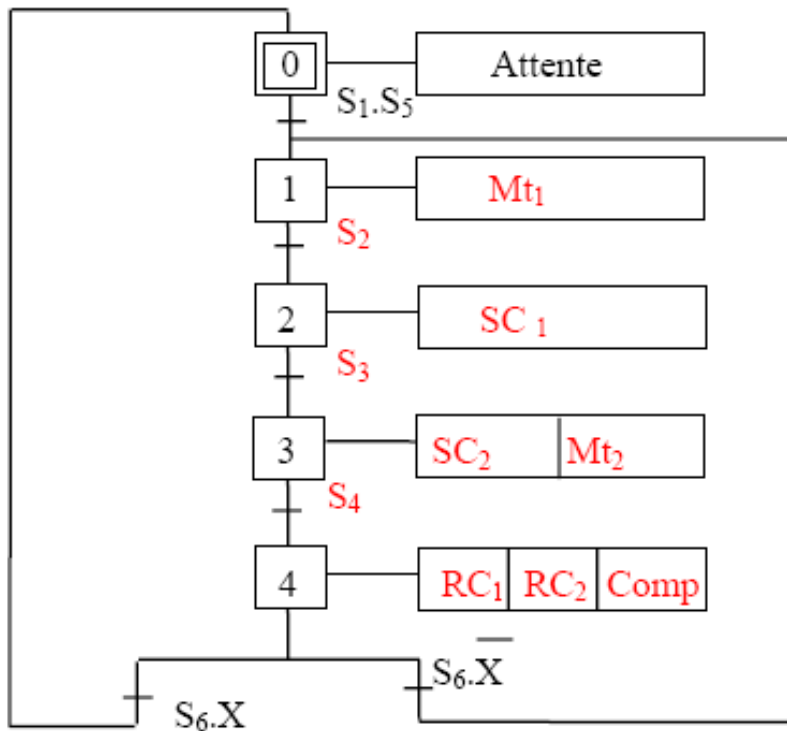 0 Attente
S₁.S₅
1 Mt₁
S₂
2 SC ₁
S₃
3 SC₂ Mt₂
S₄
4 RC₁ RC₂ Comp
S₆.X̅
S₆.X